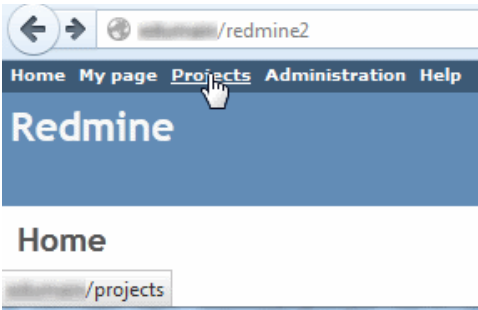 /redmine2
Home My page Projects Administration Help
Redmine
Home
/projects